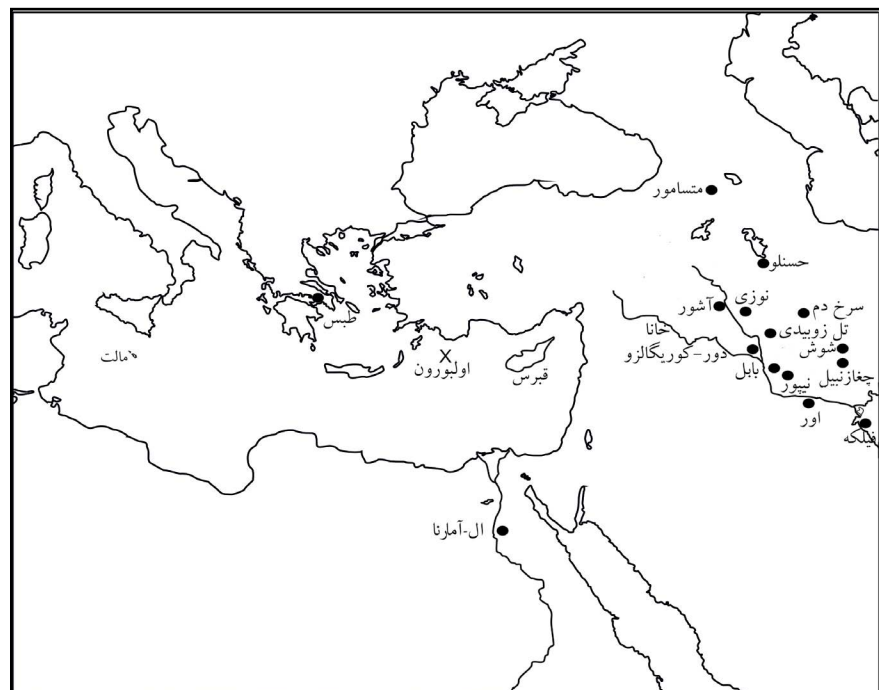 متسامور
حسنلو
نوزی
آشور
سرخ دم
طبس
تل زوبیدی
خانا
دور-کوریگالزو
شوش
مالت
اولبورون
قبرس
بابل
نیپور
چغازنبیل
اور
فیلکه
ال-آمارنا